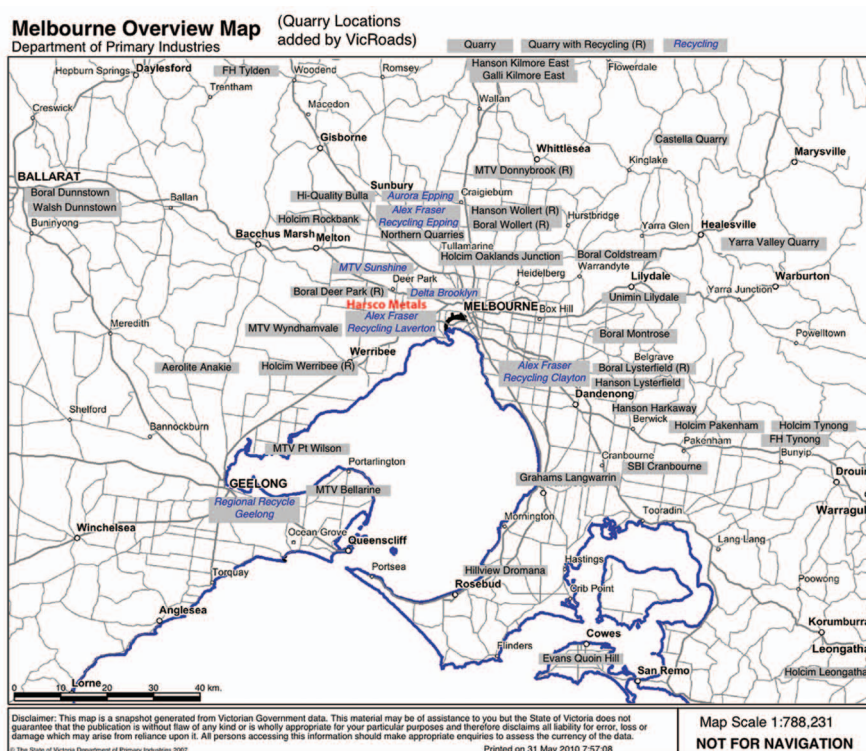 Melbourne Overview Map
(Quarry Locations
added by VicRoads)
Department of Primary Industries
Quarry
Quarry with Recycling (R)
Recycling
Hepburn Springs
Daylesford
FH Tylden
Woodend
Romsey
Hanson Kilmore East
Galli Kilmore East
Flowerdale
Trentham
Creswick
Macedon
Wallan
Gisborne
Whittlesea
Castella Quarry
Kinglake
Marysville
MTV Donnybrook (R)
BALLARAT
Boral Dunnstown
Walsh Dunnstown
Ballan
Buninyong
Sunbury
Hi-Quality Bulla
Aurora Epping
Craigieburn
Alex Fraser
Recycling Epping
Hanson Wollert (R)
Boral Wollert (R)
Hurstbridge
Holcim Rockbank
Northern Quarries
Yarra Glen
Healesville
Yarra Valley Quarry
Bacchus Marsh
Melton
Tullamarine
Holcim Oaklands Junction
Boral Coldstream
Warrandyte
MTV Sunshine
Heidelberg
Lilydale
Warburton
Deer Park
Boral Deer Park (R)
Delta Brooklyn
Unimin Lilydale
Yarra Junction
Harsco Metals
MELBOURNE
Box Hill
Alex Fraser
Recycling Laverton
MTV Wyndhamvale
Meredith
Boral Montrose
Powelltown
Werribee
Belgrave
Aerolite Anakie
Holcim Werribee (R)
Alex Fraser
Recycling Clayton
Boral Lysterfield (R)
Hanson Lysterfield
Dandenong
Shelford
Hanson Harkaway
Berwick
Bannockburn
Holcim Pakenham
Holcim Tynong
FH Tynong
Pakenham
Bunyip
MTV Pt Wilson
Portarlington
Cranbourne
SBI Cranbourne
Drouin
GEELONG
MTV Bellarine
Grahams Langwarrin
Regional Recycle
Geelong
Tooradin
Warragul
Winchelsea
Ocean Grove
Queenscliff
Mornington
Lang Lang
Torquay
Portsea
Hastings
Hillview Dromana
Rosebud
Crib Point
Poowong
Anglesea
Flinders
Cowes
Korumburra
Leongatha
Evans Quoin Hill
San Remo
Holcim Leongatha
Lorne
0 10 20 30 40 km.
Disclaimer: This map is a snapshot generated from Victorian Government data. This material may be of assistance to you but the State of Victoria does not
guarantee that the publication is without flaw of any kind or is wholly appropriate for your particular purposes and therefore disclaims all liability for error, loss or
damage which may arise from reliance upon it. All persons accessing this information should make appropriate enquiries to assess the currency of the data.
© The State of Victoria Department of Primary Industries 2007
Printed on 31 May 2010 7:57:08
Map Scale 1:788,231
NOT FOR NAVIGATION